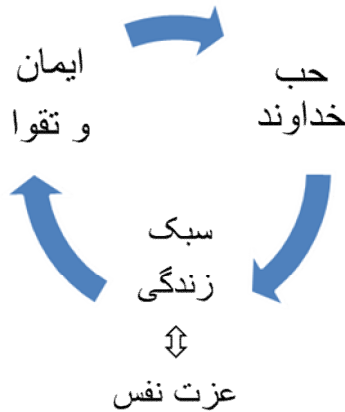 ایمان
و تقوا
حب
خداوند
سبک
زندگی
عزت نفس